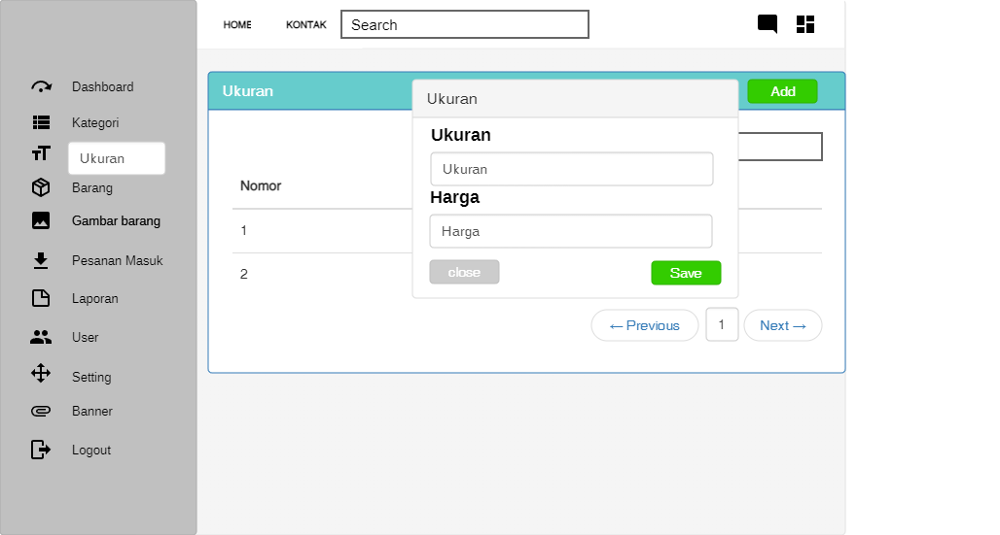 HOME
KONTAK
Search
Dashboard
Kategori
Ukuran
Barang
Gambar barang
Pesanan Masuk
Laporan
User
Setting
Banner
Logout
Ukuran
Add
Nomor
1
2
Ukuran
Ukuran
Ukuran
Harga
Harga
close
Save
← Previous
1
Next →